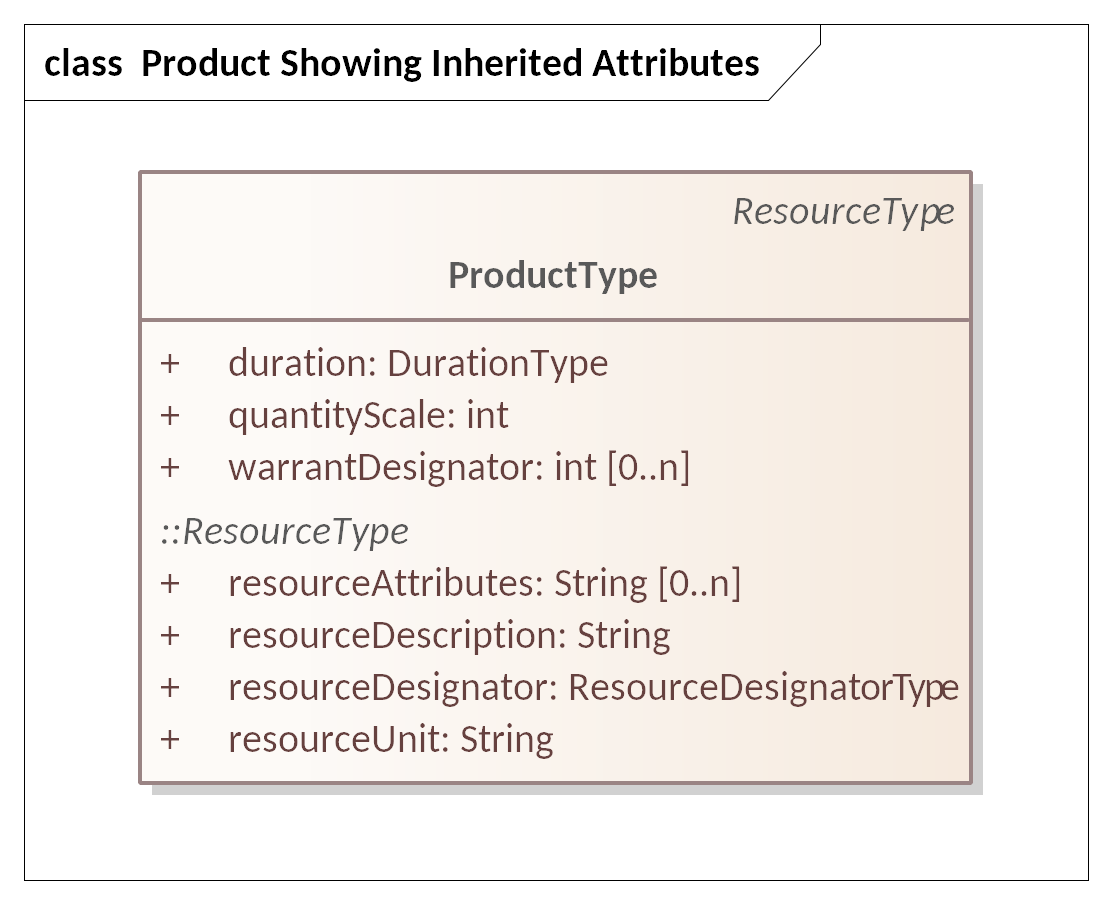 class Product Showing Inherited Attributes
ResourceType
ProductType
+ duration: DurationType
+ quantityScale: int
+ warrantDesignator: int [0..n]
::ResourceType
+ resourceAttributes: String [0..n]
+ resourceDescription: String
+ resourceDesignator: ResourceDesignatorType
+ resourceUnit: String